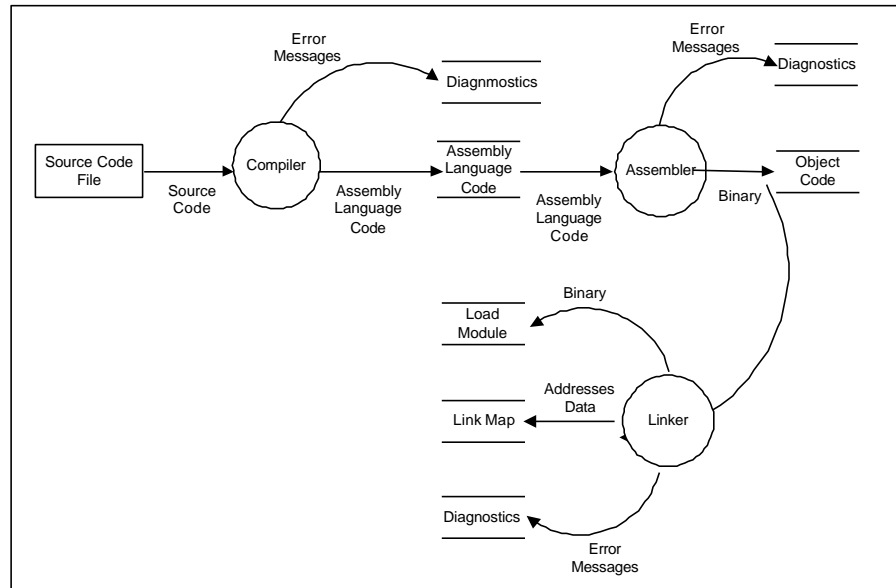 Error
Messages
Diagnmostics
Error
Messages
Diagnostics
Source Code
File
Source
Code
Compiler
Assembly
Language
Code
Assembly
Language
Code
Assembly
Language
Code
Assembler
Binary
Object
Code
Binary
Load
Module
Addresses
Data
Link Map
Linker
Diagnostics
Error
Messages